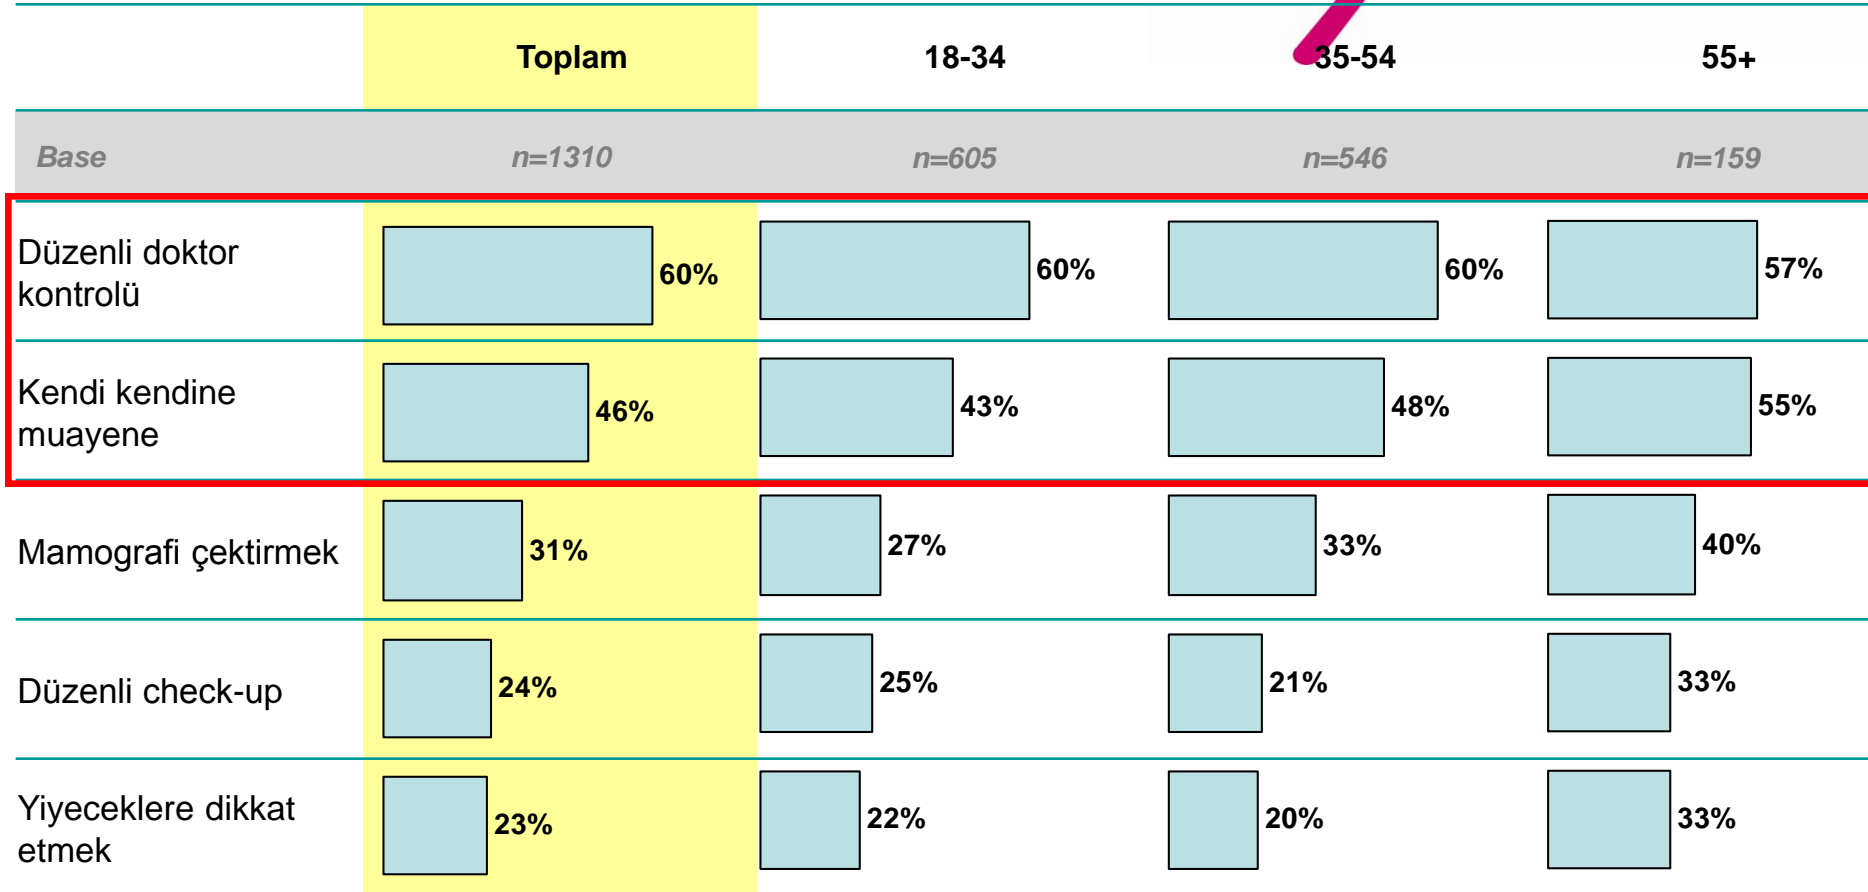 Toplam 18-34 35-54 55+
Base n=1310 n=605 n=546 n=159
Düzenli doktor
kontrolü
60% 60% 60% 57%
Kendi kendine
muayene
46% 43% 48% 55%
Mamografi çektirmek 31% 27% 33% 40%
Düzenli check-up 24% 25% 21% 33%
Yiyeceklere dikkat
etmek
23% 22% 20% 33%